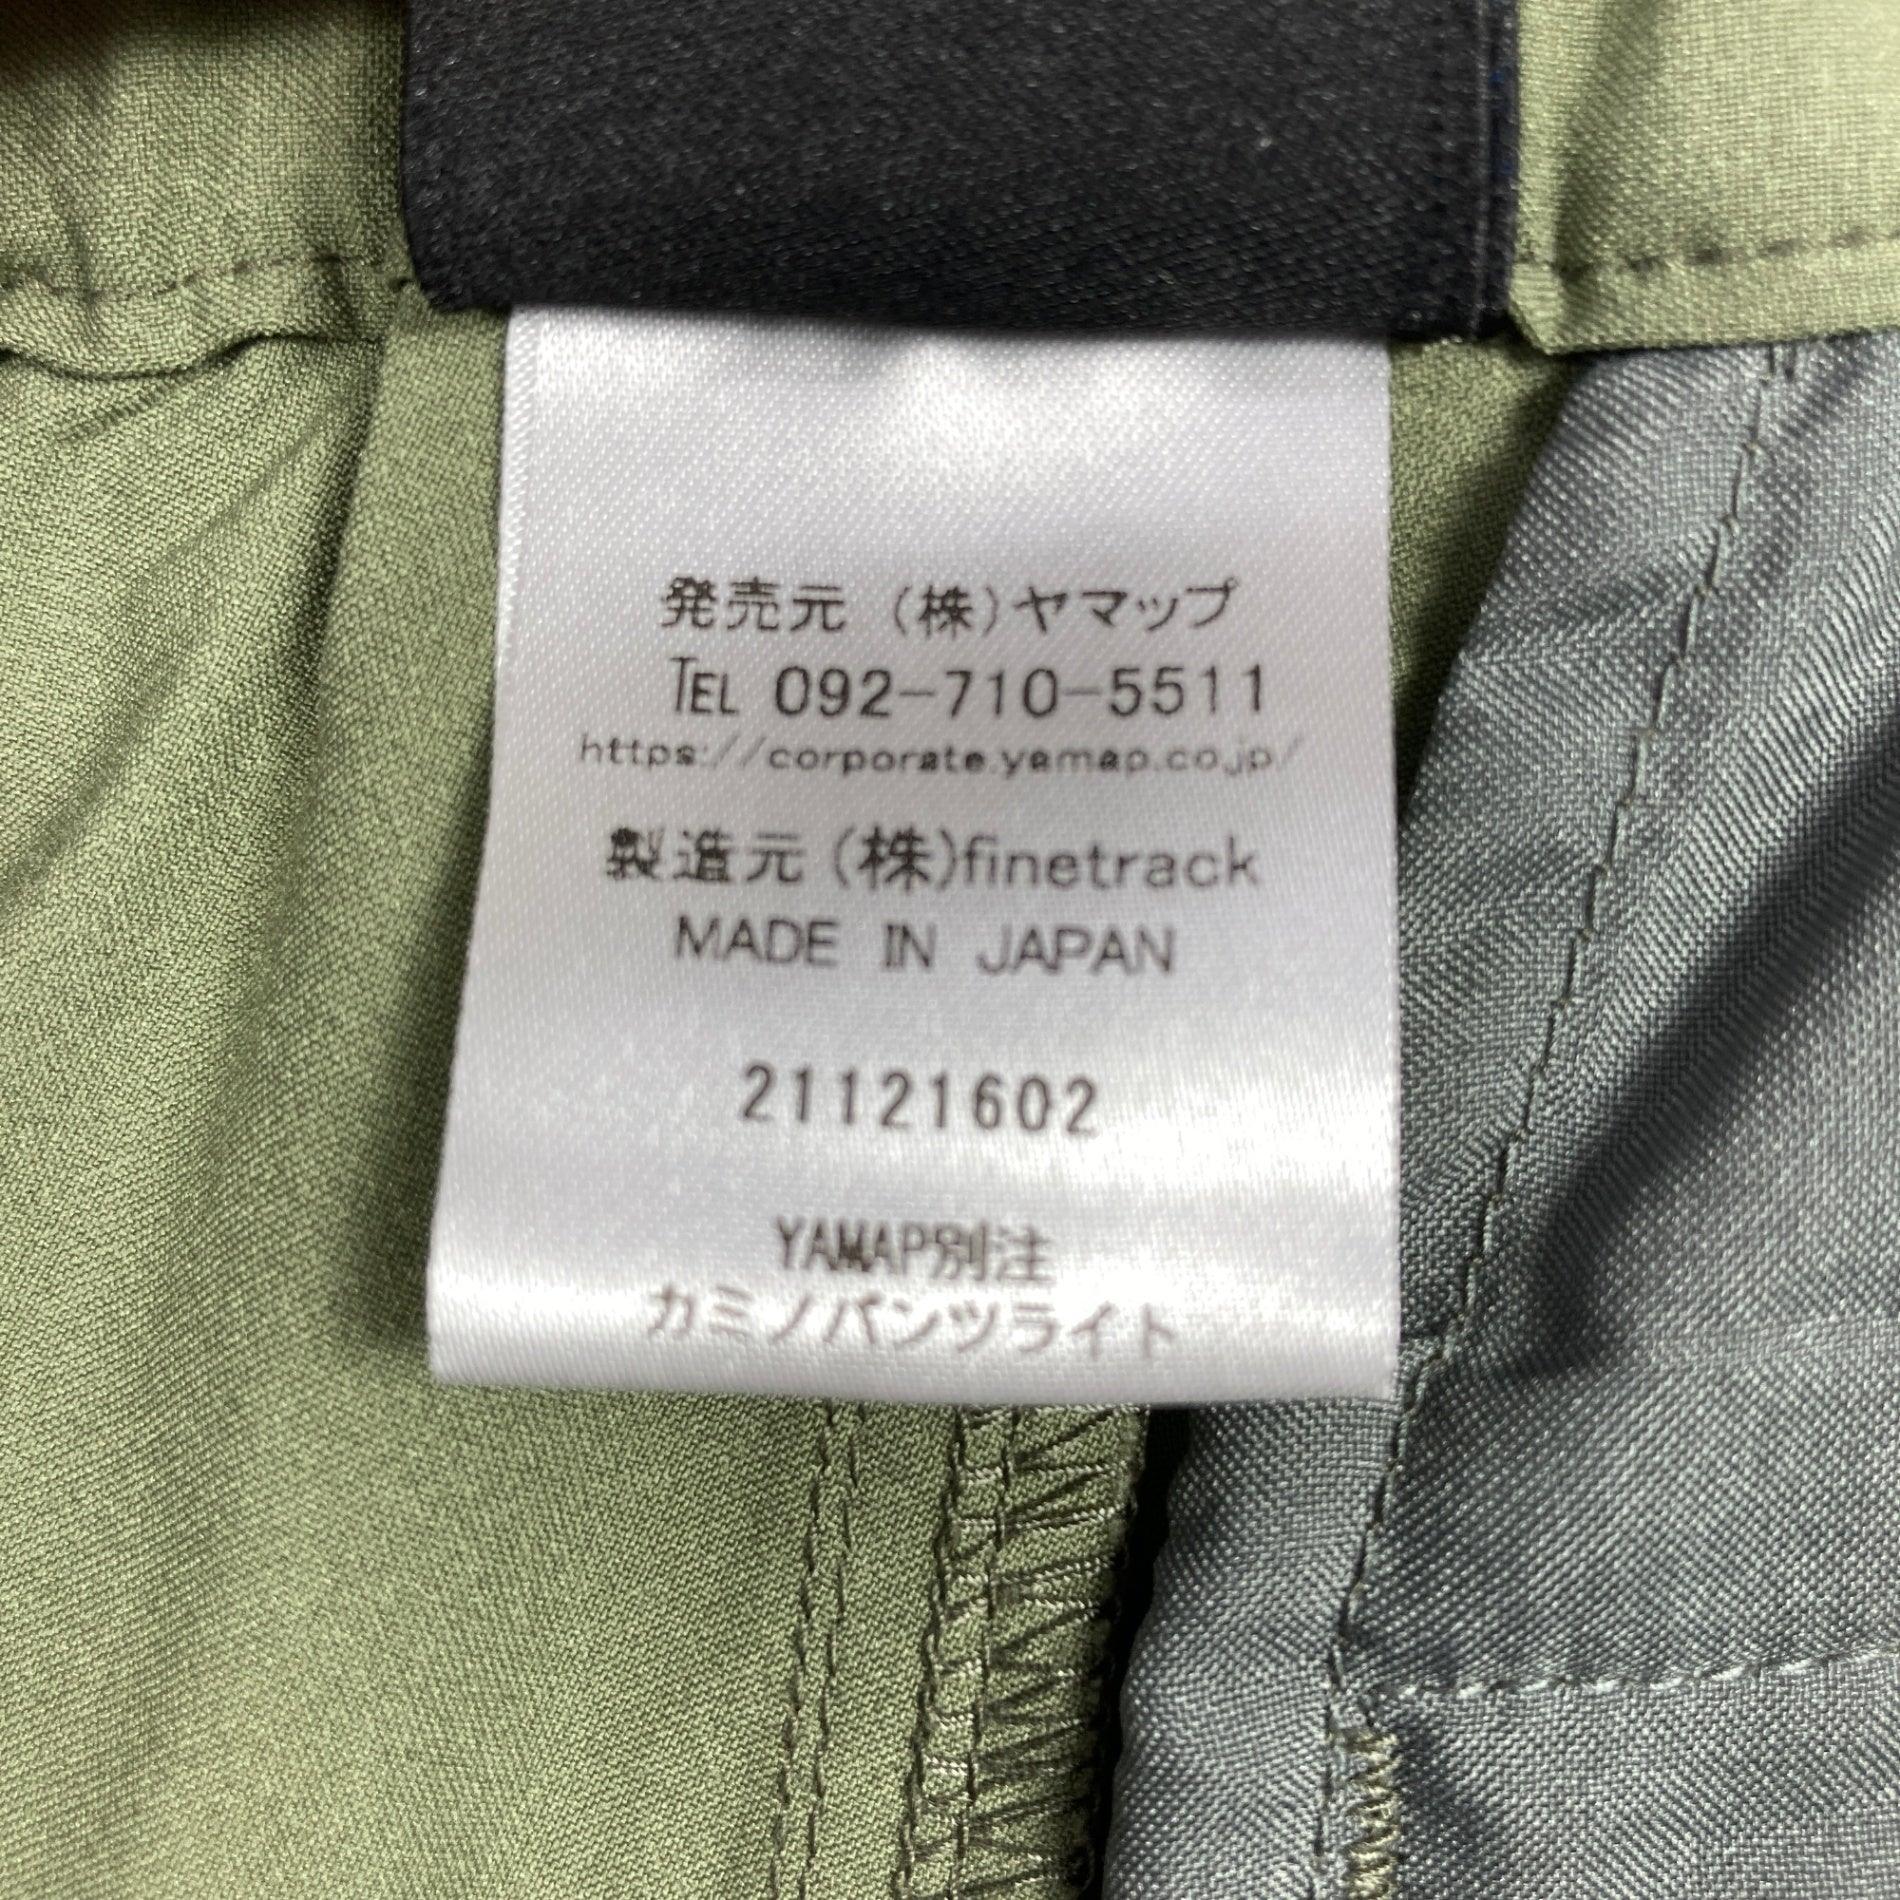 発売元 (株)ヤマップ
TEL 092-710-5511
https://corporate.yamap.co.jp/
製造元 (株)finetrack
MADE IN JAPAN
21121602
YAMAP別注
カミノパンツライト